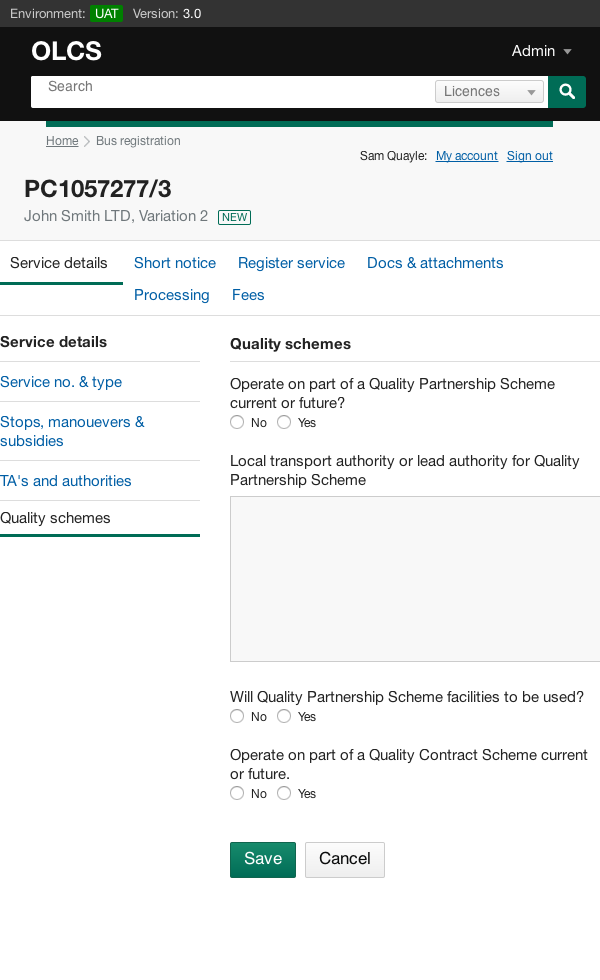 Environment: UAT Version: 3.0
OLCS
Admin
Search
Licences
Home Bus registration
Sam Quayle: My account Sign out
PC1057277/3
John Smith LTD, Variation 2 NEW
Service details Short notice Register service Docs & attachments
Processing Fees
Service details
Service no. & type
Stops, manouevers &
subsidies
TA's and authorities
Quality schemes
Quality schemes
Operate on part of a Quality Partnership Scheme
current or future?
No Yes
Local transport authority or lead authority for Quality
Partnership Scheme
Will Quality Partnership Scheme facilities to be used?
No Yes
Operate on part of a Quality Contract Scheme current
or future.
No Yes
Save Cancel